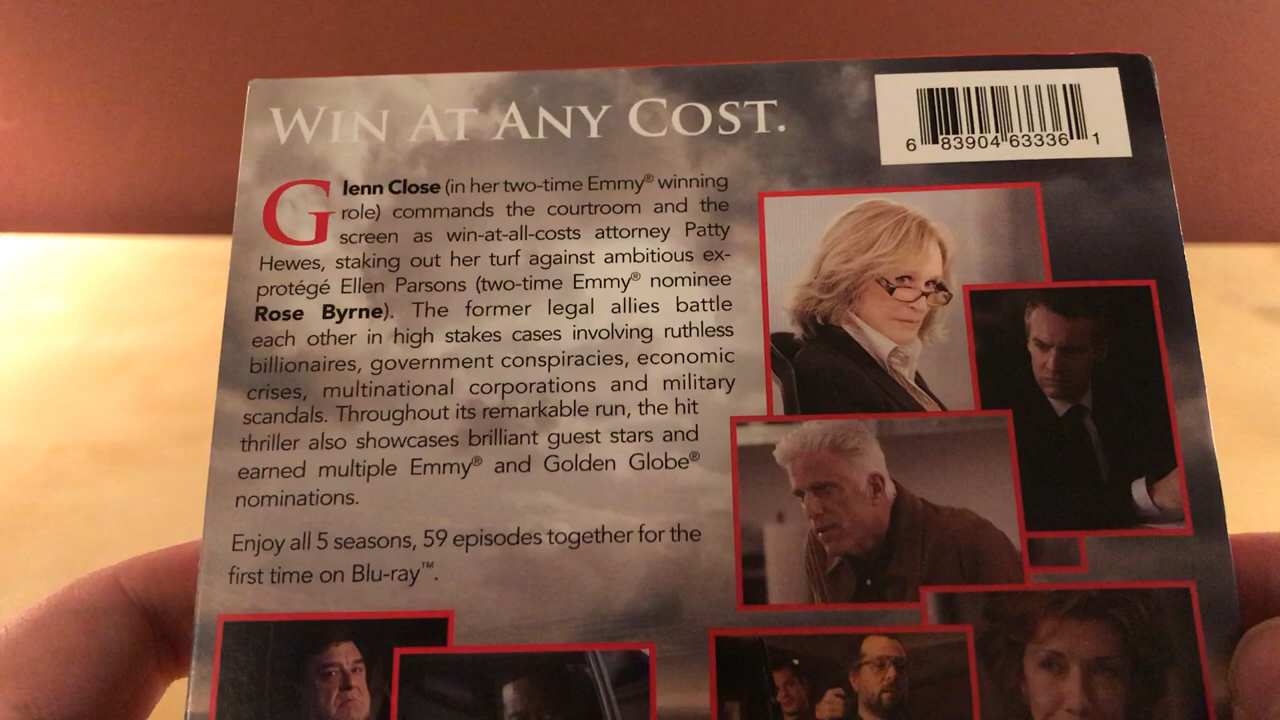 WIN AT ANY COST.
6 83904 63336 1
Glenn Close (in her two-time Emmy® winning
role) commands the courtroom and the
screen as win-at-all-costs attorney Patty
Hewes, staking out her turf against ambitious ex-
protégé Ellen Parsons (two-time Emmy® nominee
Rose Byrne). The former legal allies battle
each other in high stakes cases involving ruthless
billionaires, government conspiracies, economic
crises, multinational corporations and military
scandals. Throughout its remarkable run, the hit
thriller also showcases brilliant guest stars and
earned multiple Emmy® and Golden Globe®
nominations.
Enjoy all 5 seasons, 59 episodes together for the
first time on Blu-ray™.